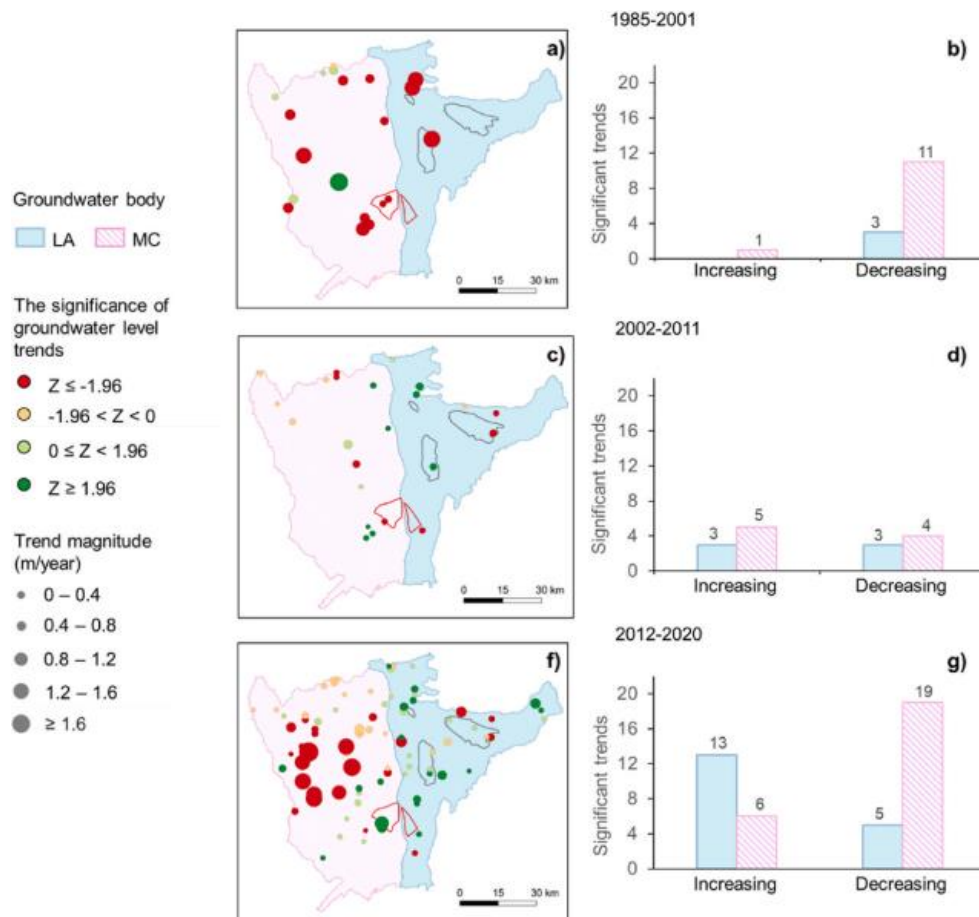 1985-2001
a)
b)
Groundwater body
LA
MC
The significance of
groundwater level
trends
Z ≤ -1.96
-1.96 < Z < 0
0 ≤ Z < 1.96
Z ≥ 1.96
Trend magnitude
(m/year)
0 – 0.4
0.4 – 0.8
0.8 – 1.2
1.2 – 1.6
≥ 1.6
0 15 30 km
Significant trends
20
16
12
8
4
0
1
3
11
Increasing
Decreasing
2002-2011
c)
d)
0 15 30 km
Significant trends
20
16
12
8
4
0
3
5
3
4
Increasing
Decreasing
2012-2020
f)
g)
0 15 30 km
Significant trends
20
16
12
8
4
0
13
6
5
19
Increasing
Decreasing